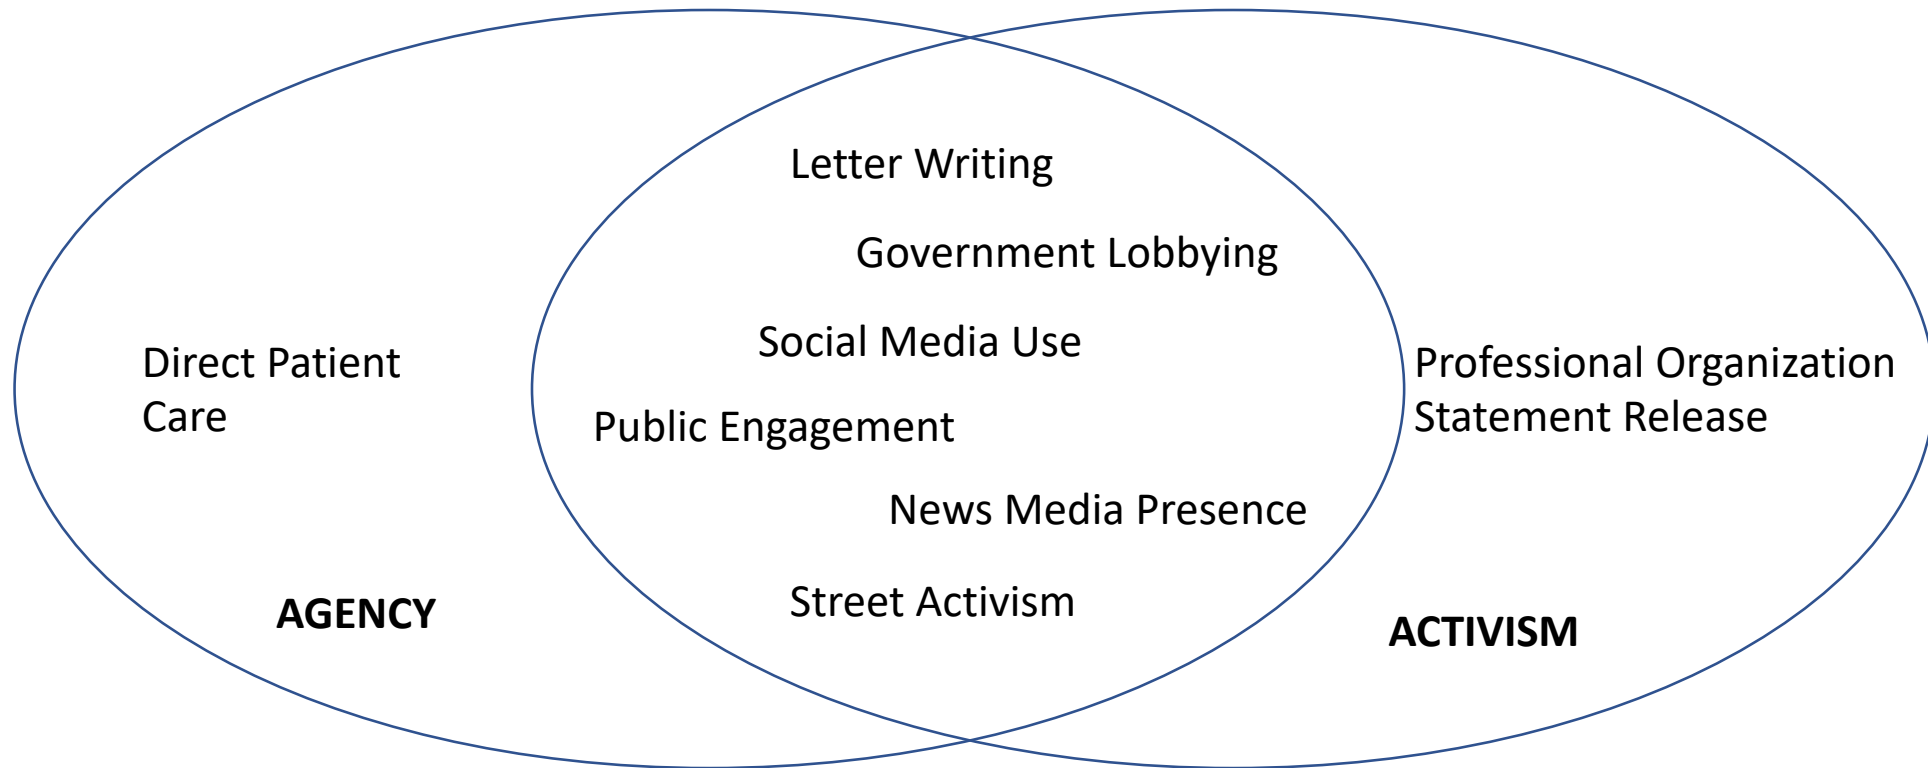 Letter Writing
Government Lobbying
Social Media Use
Direct Patient
Care
Professional Organization
Statement Release
Public Engagement
News Media Presence
Street Activism
AGENCY
ACTIVISM